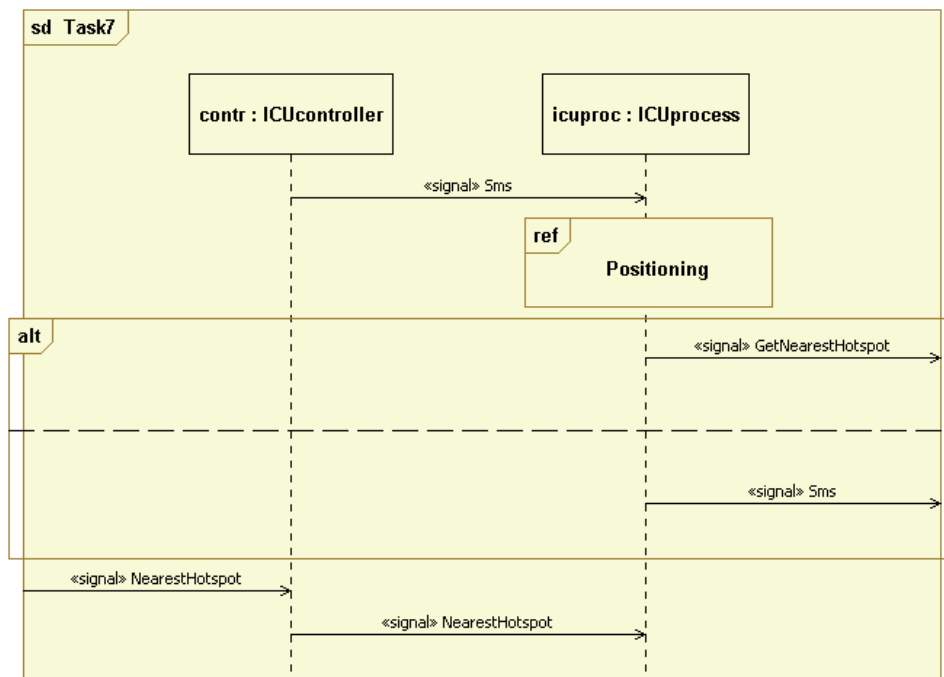 sd Task7
contr : ICUcontroller
icuproc : ICUprocess
«signal» Sms
ref
Positioning
alt
«signal» GetNearestHotspot
«signal» Sms
«signal» NearestHotspot
«signal» NearestHotspot